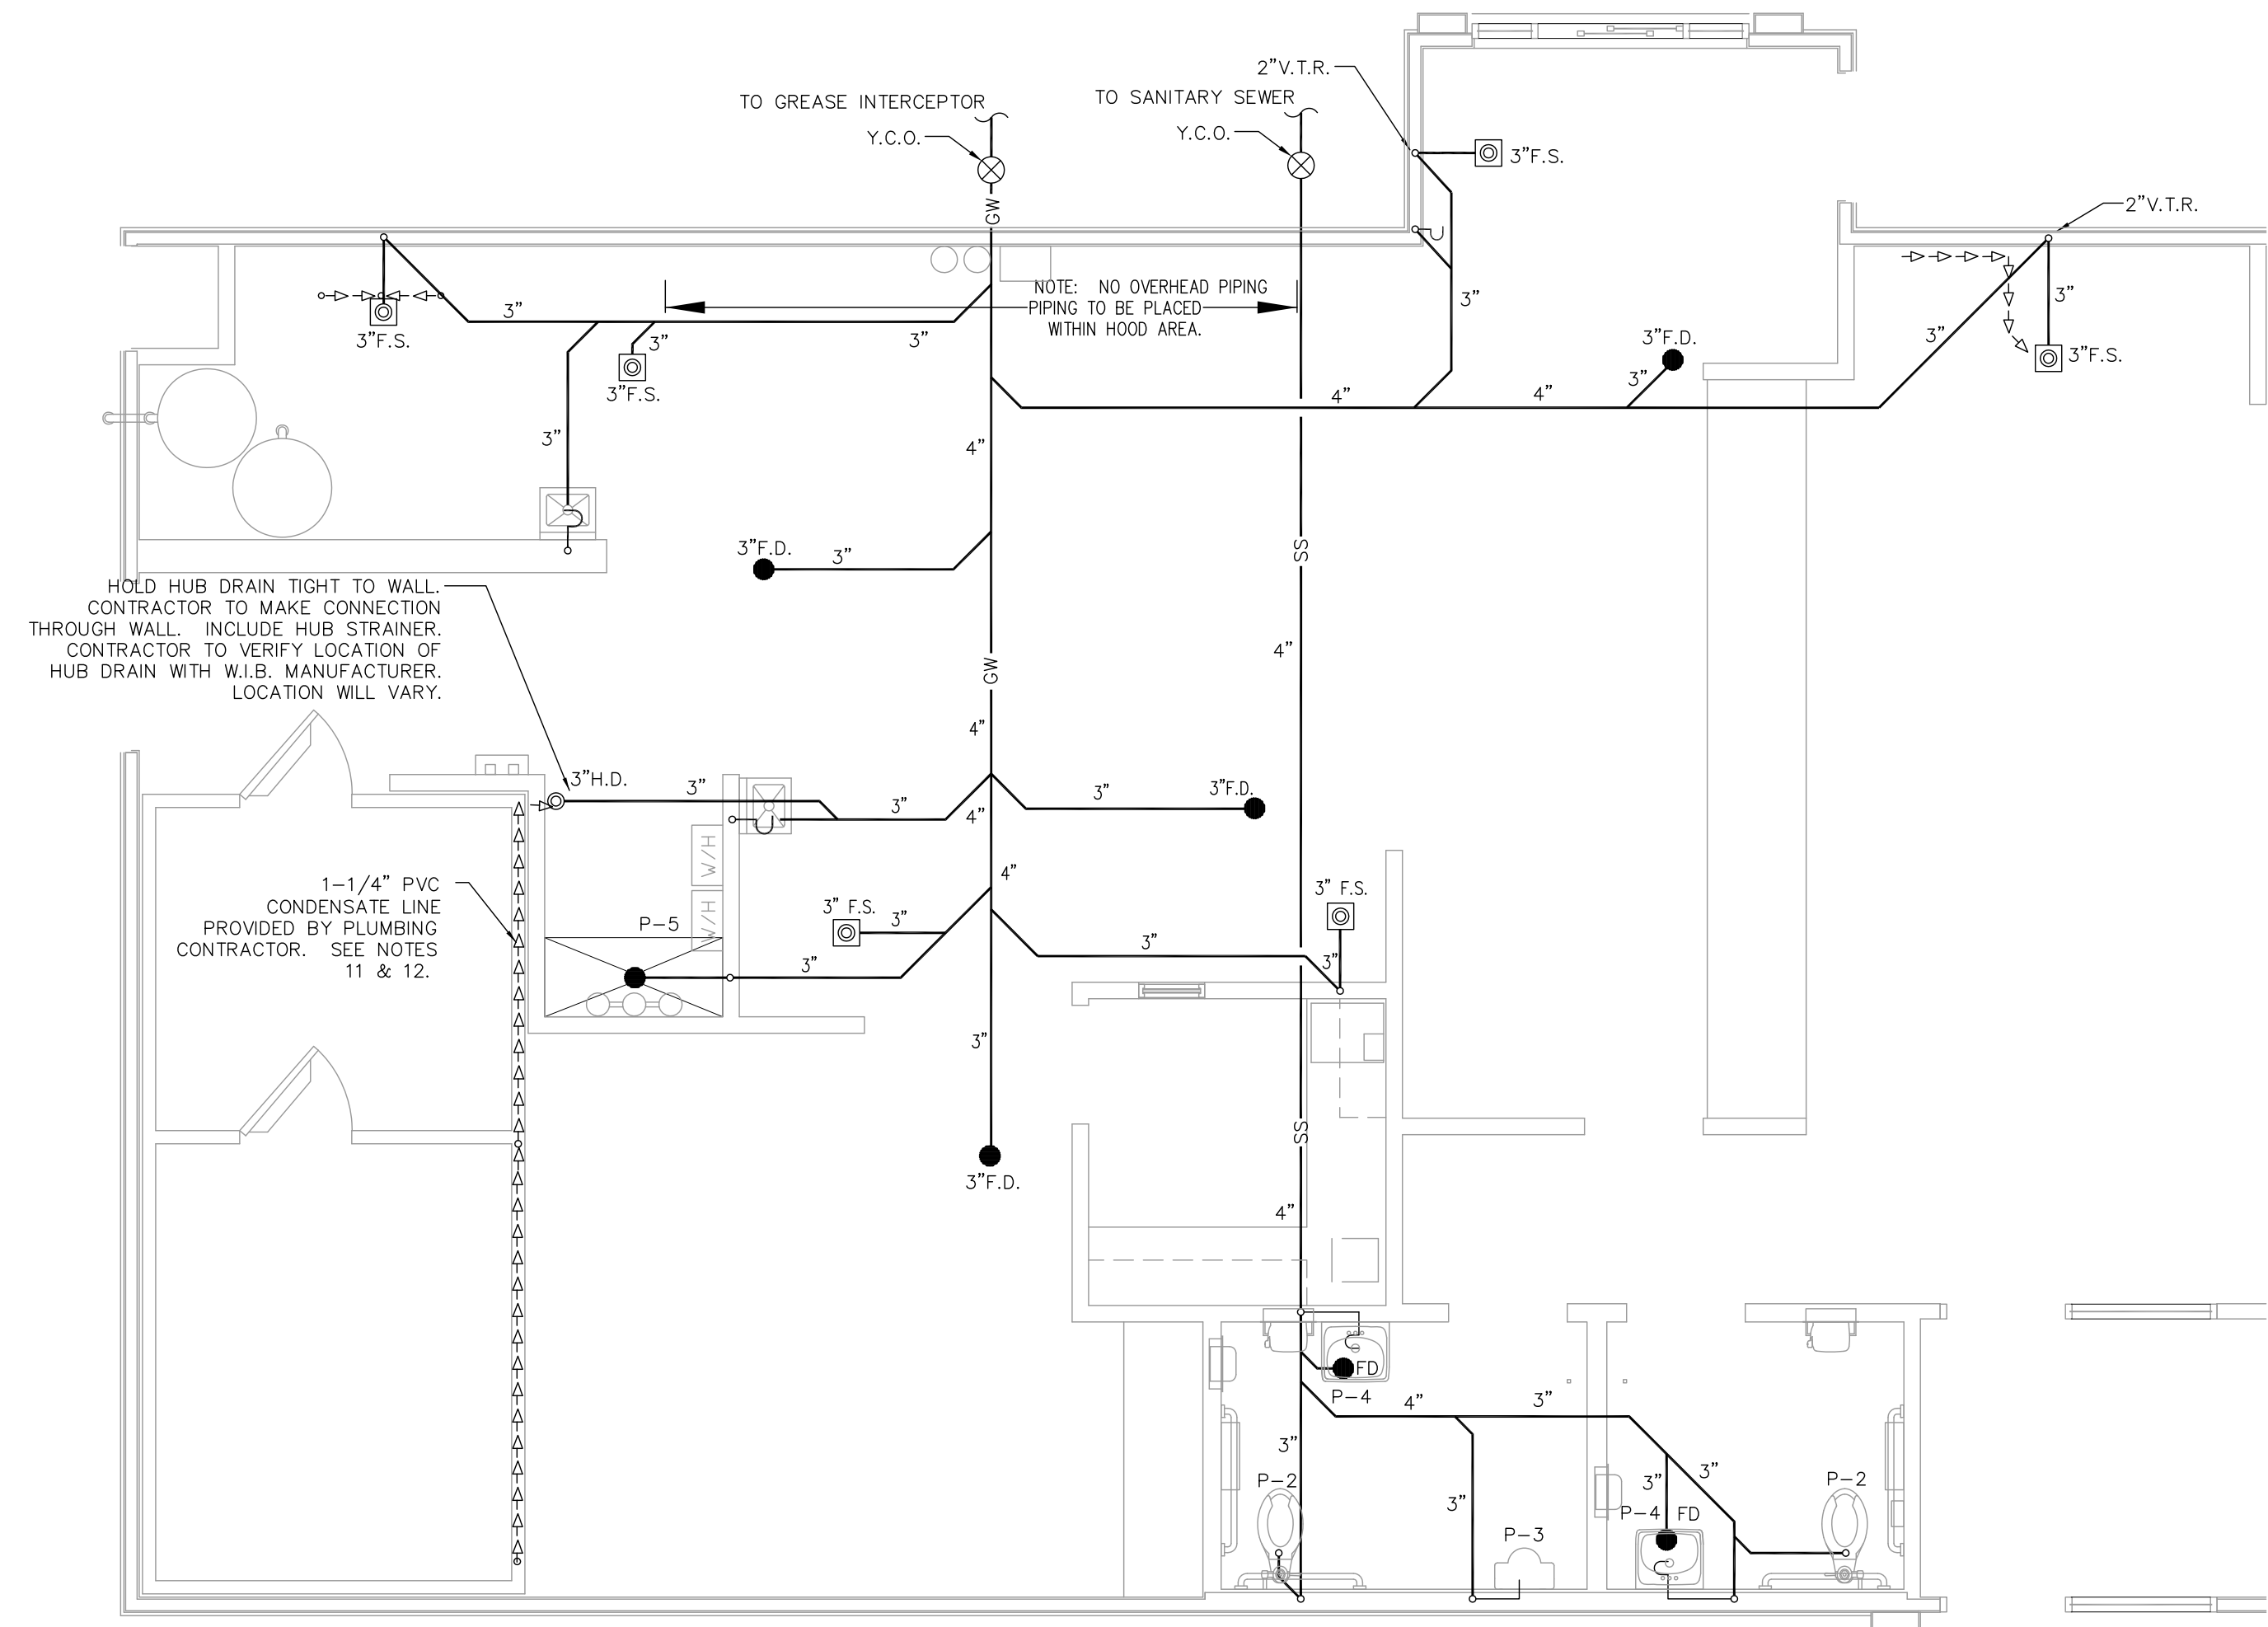 2"V.T.R.
TO GREASE INTERCEPTOR
TO SANITARY SEWER
Y.C.O.
Y.C.O.
3"F.S.
2"V.T.R.
GW
NOTE: NO OVERHEAD PIPING
PIPING TO BE PLACED
WITHIN HOOD AREA.
3"
3"
3"
3"
3"
3"F.S.
3"
3"F.D.
3"F.S.
3"
3"F.S.
4"
4"
3"
4"
3"
SS
3"F.D.
3"
HOLD HUB DRAIN TIGHT TO WALL.
CONTRACTOR TO MAKE CONNECTION
THROUGH WALL. INCLUDE HUB STRAINER.
CONTRACTOR TO VERIFY LOCATION OF
HUB DRAIN WITH W.I.B. MANUFACTURER.
LOCATION WILL VARY.
4"
GW
4"
3"H.D.
3"
3"
4"
3"
3"F.D.
W/H
W/H
4"
1-1/4" PVC
CONDENSATE LINE
PROVIDED BY PLUMBING
CONTRACTOR. SEE NOTES
11 & 12.
P-5
3" F.S.
3"
3"
3" F.S.
3"
3"
3"
3"F.D.
SS
4"
FD
P-4
4"
3"
3"
P-2
3"
P-3
3"
3"
P-4 FD
P-2